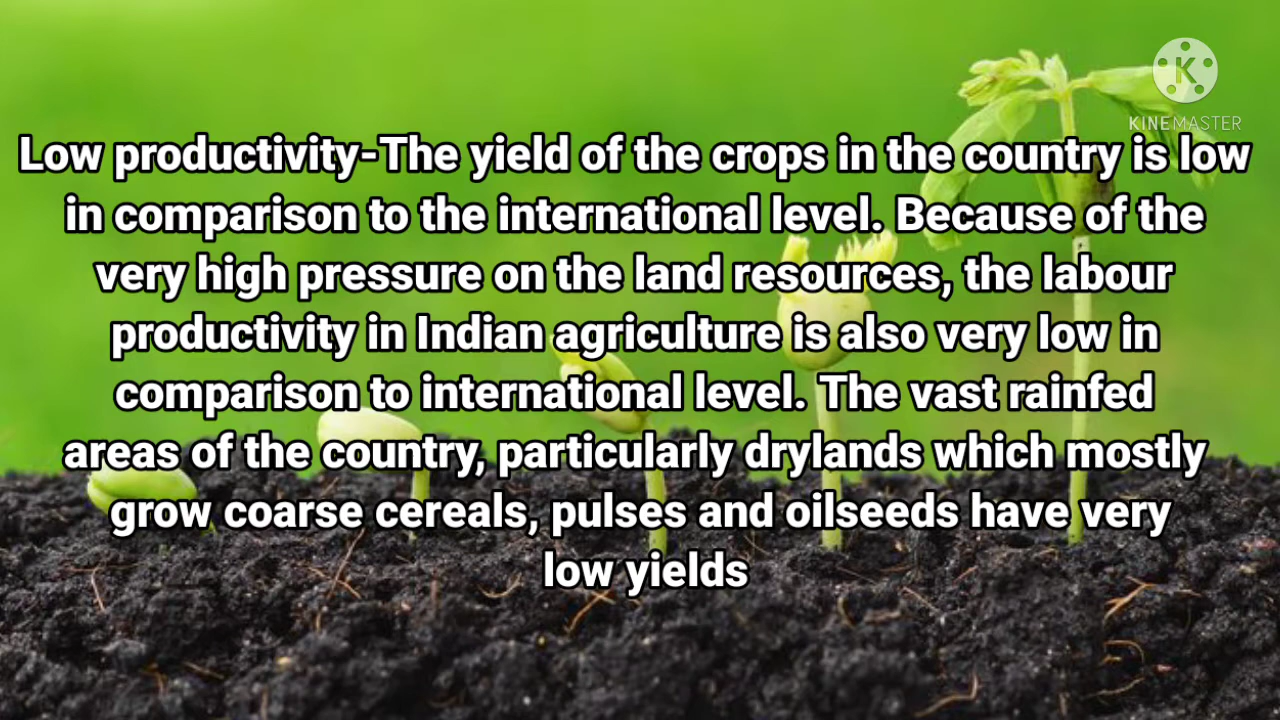 K
KINEMASTER
Low productivity-The yield of the crops in the country is low
in comparison to the international level. Because of the
very high pressure on the land resources, the labour
productivity in Indian agriculture is also very low in
comparison to international level. The vast rainfed
areas of the country, particularly drylands which mostly
grow coarse cereals, pulses and oilseeds have very
low yields